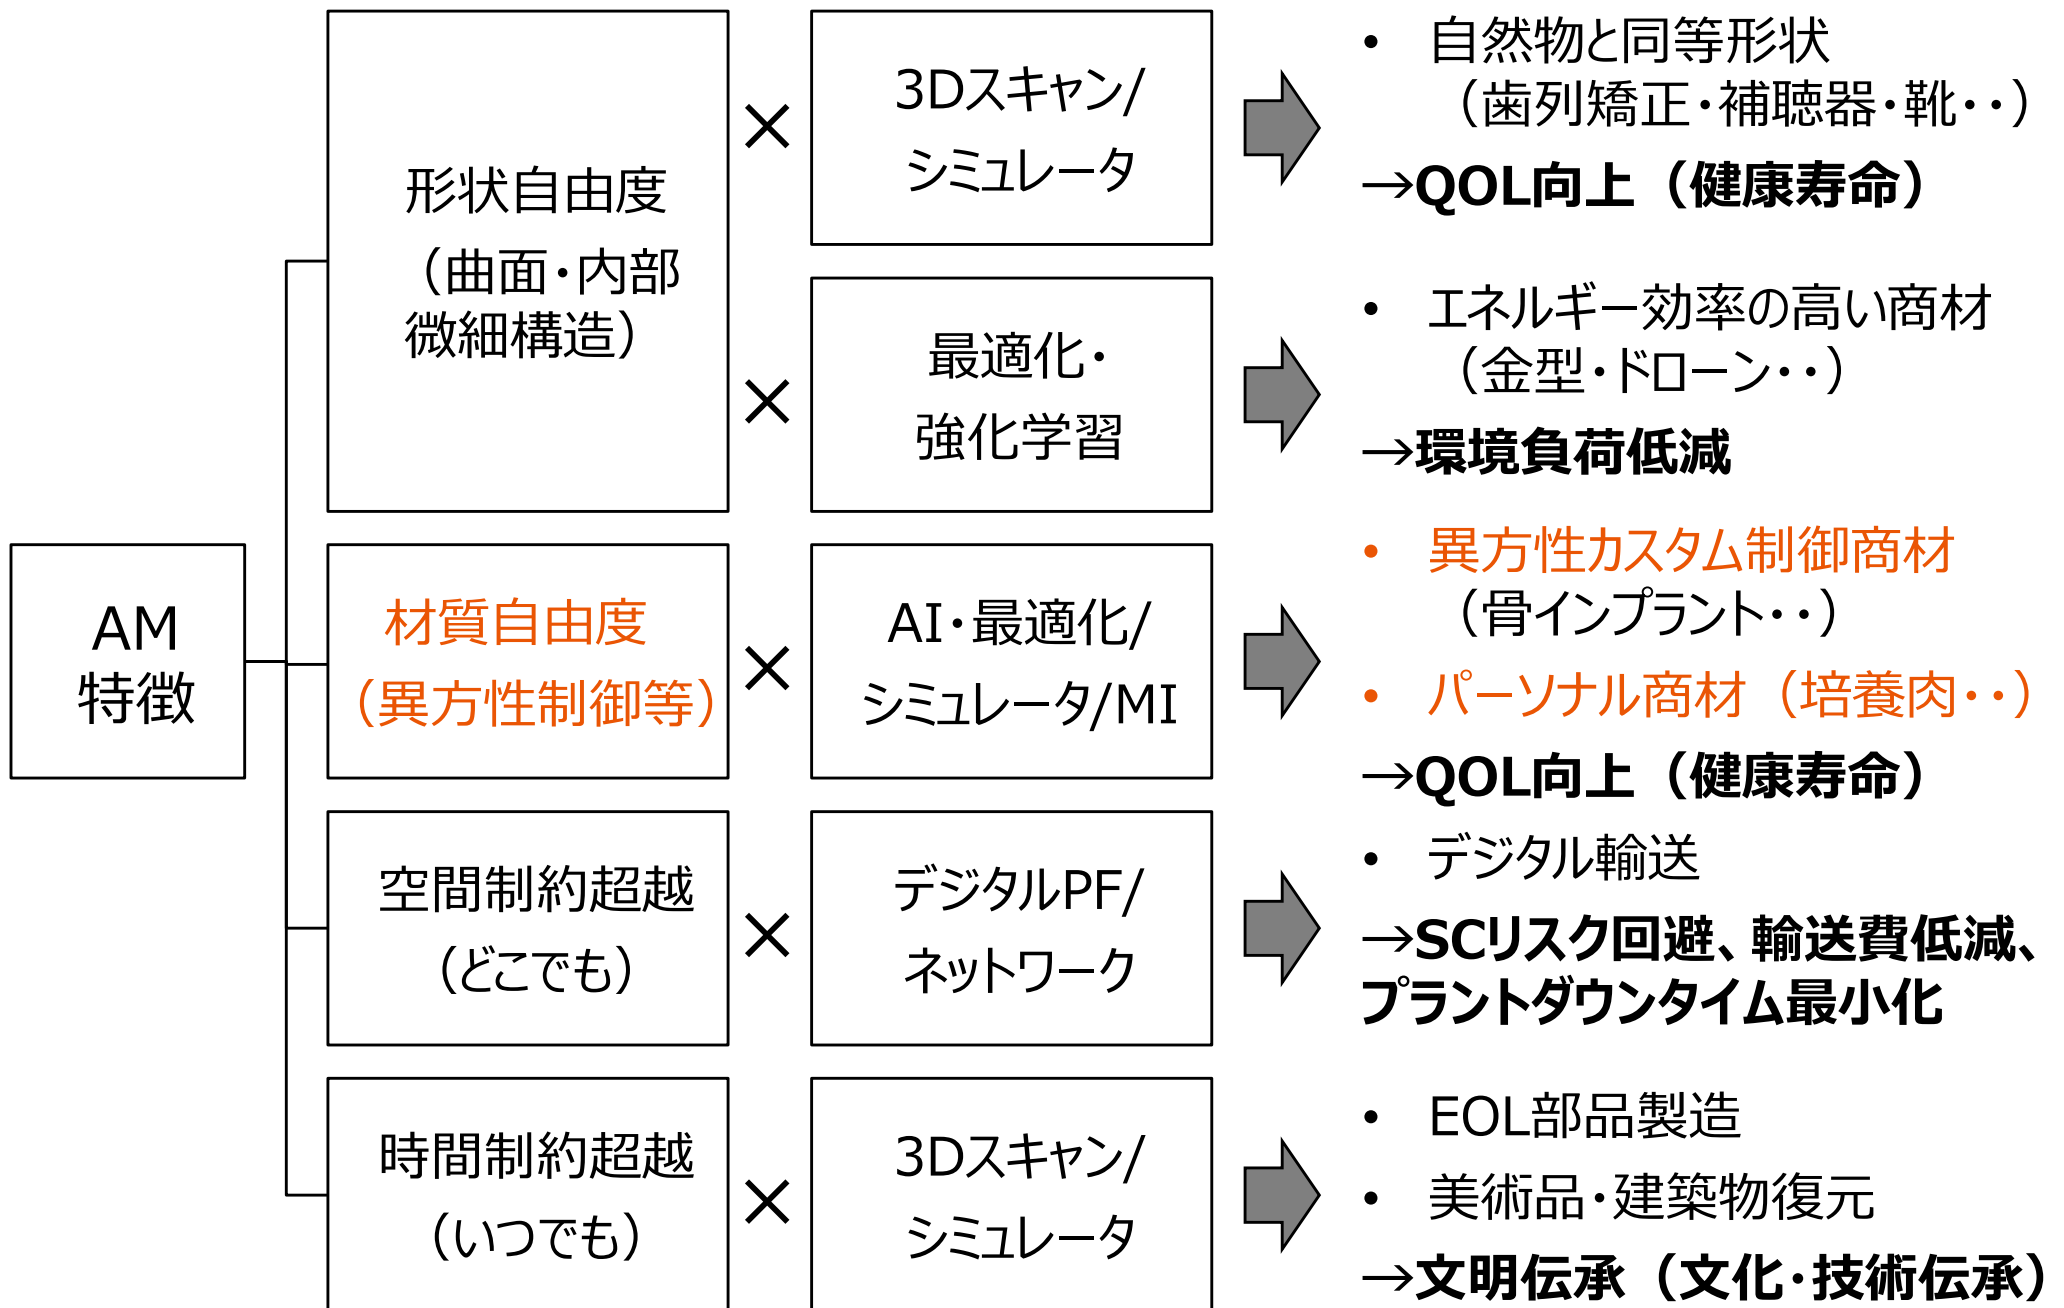 AM
特徴
形状自由度
（曲面・内部
微細構造）
×
3Dスキャン/
シミュレータ
• 自然物と同等形状
（歯列矯正・補聴器・靴・・）
→QOL向上（健康寿命）
×
最適化・
強化学習
• エネルギー効率の高い商材
（金型・ドローン・・）
→環境負荷低減
材質自由度
（異方性制御等）
×
AI・最適化/
シミュレータ/MI
• 異方性カスタム制御商材
（骨インプラント・・）
• パーソナル商材（培養肉・・）
→QOL向上（健康寿命）
空間制約超越
（どこでも）
×
デジタルPF/
ネットワーク
• デジタル輸送
→SCリスク回避、輸送費低減、
プラントダウンタイム最小化
時間制約超越
（いつでも）
×
3Dスキャン/
シミュレータ
• EOL部品製造
• 美術品・建築物復元
→文明伝承（文化・技術伝承）